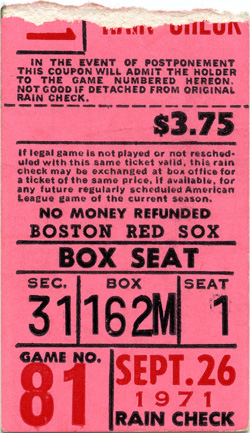 1 RAIN CHECK
IN THE EVENT OF POSTPONEMENT
THIS COUPON WILL ADMIT THE HOLDER
TO THE GAME NUMBERED HEREON.
NOT GOOD IF DETACHED FROM ORIGINAL
RAIN CHECK.
$3.75
If legal game is not played or not resched-
uled with this same ticket valid, this rain
check may be exchanged at box office for
a ticket of the same price, if available, for
any future regularly scheduled American
League game of the current season.
NO MONEY REFUNDED
BOSTON RED SOX
BOX SEAT
SEC. BOX SEAT
31 162M 1
GAME NO.
81
SEPT. 26
1971
RAIN CHECK